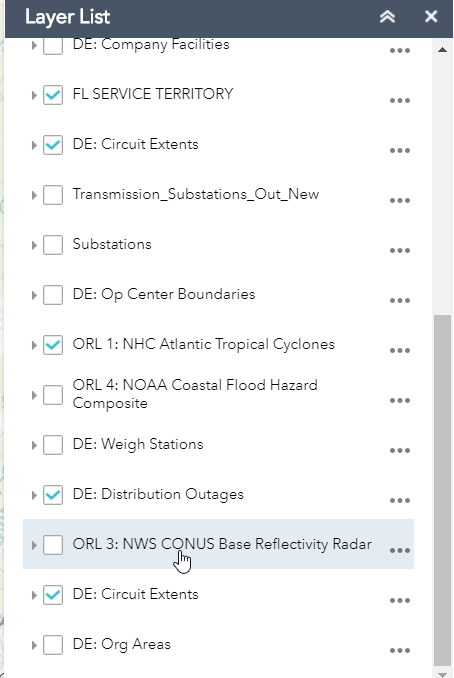 Layer List
DE: Company Facilities
FL SERVICE TERRITORY
DE: Circuit Extents
Transmission_Substations_Out_New
Substations
DE: Op Center Boundaries
ORL 1: NHC Atlantic Tropical Cyclones
ORL 4: NOAA Coastal Flood Hazard
Composite
DE: Weigh Stations
DE: Distribution Outages
ORL 3: NWS CONUS Base Reflectivity Radar
DE: Circuit Extents
DE: Org Areas